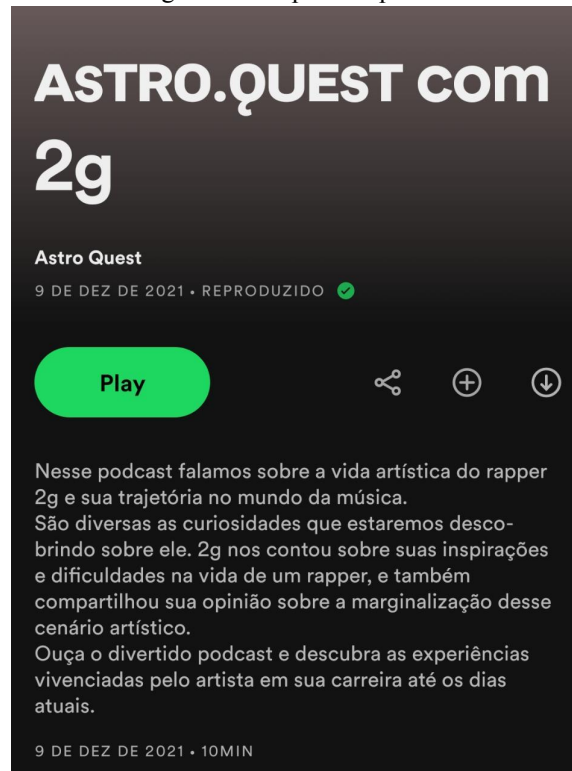 ASTRO.QUEST com
2g
Astro Quest
9 DE DEZ DE 2021 • REPRODUZIDO
Play
Nesse podcast falamos sobre a vida artística do rapper
2g e sua trajetória no mundo da música.
São diversas as curiosidades que estaremos desco-
brindo sobre ele. 2g nos contou sobre suas inspirações
e dificuldades na vida de um rapper, e também
compartilhou sua opinião sobre a marginalização desse
cenário artístico.
Ouça o divertido podcast e descubra as experiências
vivenciadas pelo artista em sua carreira até os dias
atuais.
9 DE DEZ DE 2021 • 10MIN